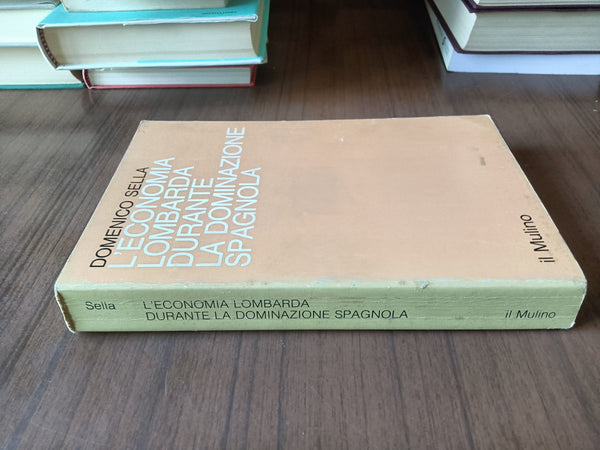 DOMENICO SELLA
L'ECONOMIA
LOMBARDA
DURANTE
LA DOMINAZIONE
SPAGNOLA
il Mulino
Sella
L'ECONOMIA LOMBARDA
DURANTE LA DOMINAZIONE SPAGNOLA
il Mulino